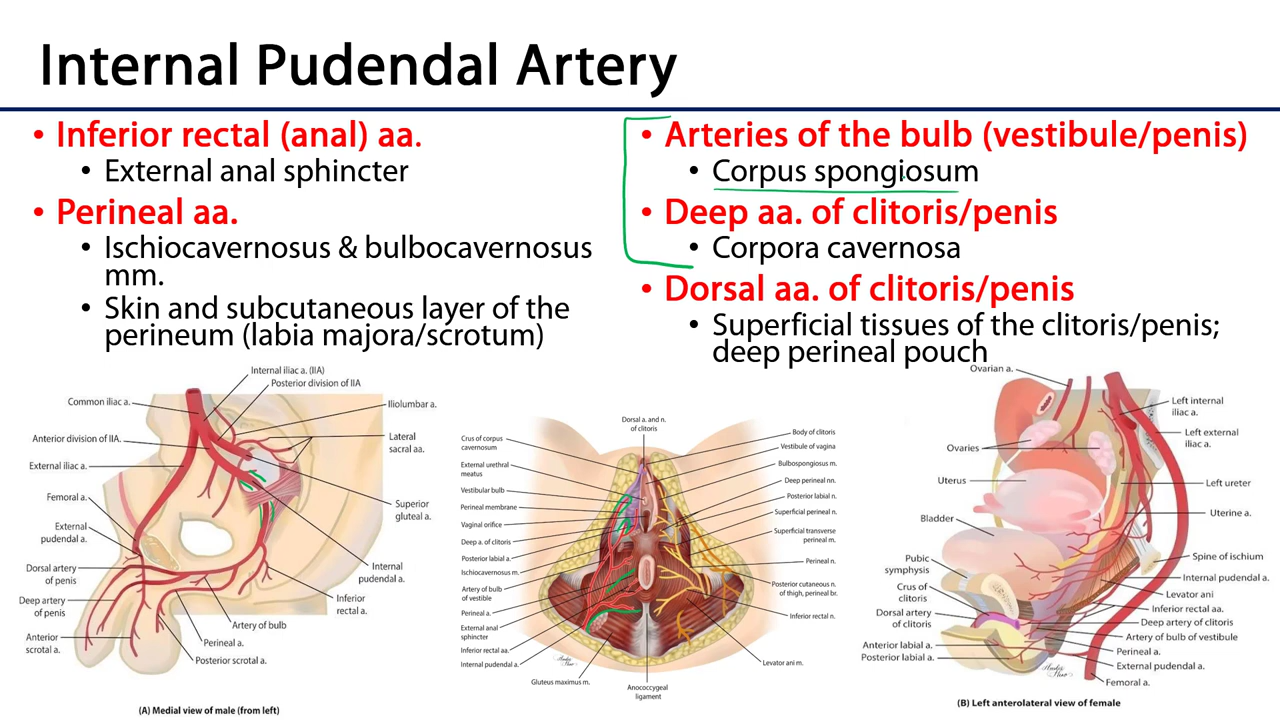 Internal Pudendal Artery
• Inferior rectal (anal) aa.
• External anal sphincter
• Perineal aa.
• Ischiocavernosus & bulbocavernosus
mm.
• Skin and subcutaneous layer of the
perineum (labia majora/scrotum)
• Arteries of the bulb (vestibule/penis)
• Corpus spongiosum
• Deep aa. of clitoris/penis
• Corpora cavernosa
• Dorsal aa. of clitoris/penis
• Superficial tissues of the clitoris/penis;
deep perineal pouch
Internal iliac a. (IIA)
Posterior division of IIA
Common iliac a.
Iliolumbar a.
Anterior division of IIA.
Lateral
sacral aa.
External iliac a.
Femoral a.
Superior
gluteal a.
External
pudendal a.
Dorsal artery
of penis
Internal
pudendal a.
Deep artery
of penis
Inferior
rectal a.
Anterior
scrotal a.
Artery of bulb
Perineal a.
Posterior scrotal a.
(A) Medial view of male (from left)
Dorsal a. and n.
of clitoris
Crus of corpus
cavernosum
External urethral
meatus
Vestibular bulb
Perineal membrane
Vaginal orifice
Deep a. of clitoris
Posterior labial a.
Ischiocavernosus m.
Artery of bulb
of vestible
Perineal a.
External anal
sphincter
Inferior rectal aa.
Internal pudendal a.
Gluteus maximus m.
Anococcygeal
ligament
Body of clitoris
Vestibule of vagina
Bulbospongiosus m.
Deep perineal nn.
Posterior labial n.
Superficial perineal n.
Superficial transverse
perineal m.
Perineal n.
Posterior cutaneous n.
of thigh, perineal br.
Inferior rectal n.
Levator ani m.
Ovarian a.
Left internal
iliac a.
Left external
iliac a.
Ovaries
Uterus
Left ureter
Uterine a.
Bladder
Spine of ischium
Pubic
symphysis
Internal pudendal a.
Crus of
clitoris
Levator ani
Inferior rectal aa.
Dorsal artery
of clitoris
Deep artery of clitoris
Artery of bulb of vestibule
Anterior labial a.
Perineal a.
Posterior labial a.
External pudendal a.
Femoral a.
(B) Left anterolateral view of female